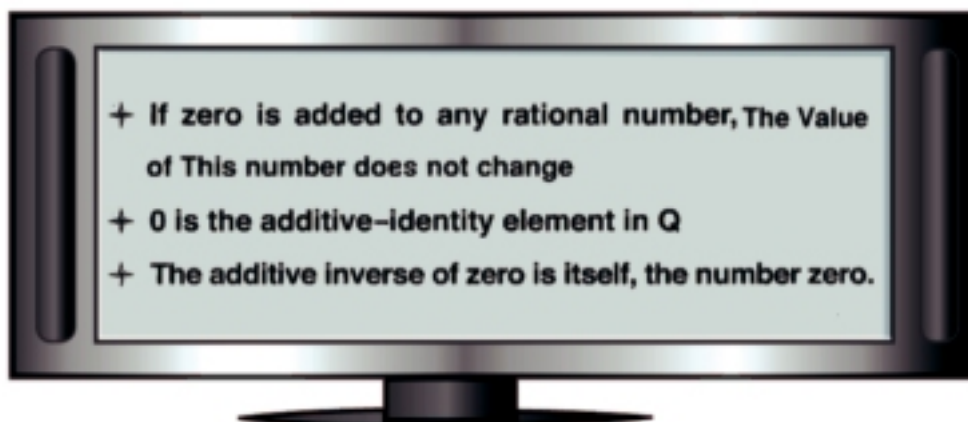 + If zero is added to any rational number, The Value
of This number does not change
+ 0 is the additive-identity element in Q
+ The additive inverse of zero is itself, the number zero.